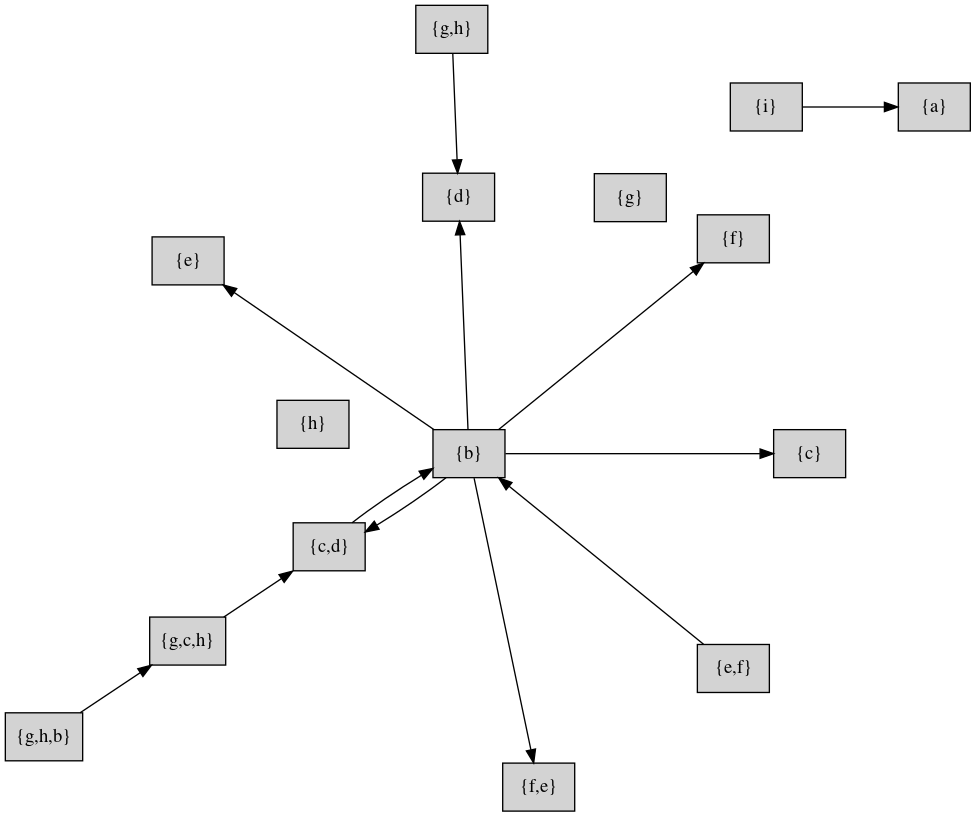 {g,h}
{i}
{a}
{d}
{g}
{f}
{e}
{h}
{b}
{c}
{c,d}
{g,c,h}
{e,f}
{g,h,b}
{f,e}